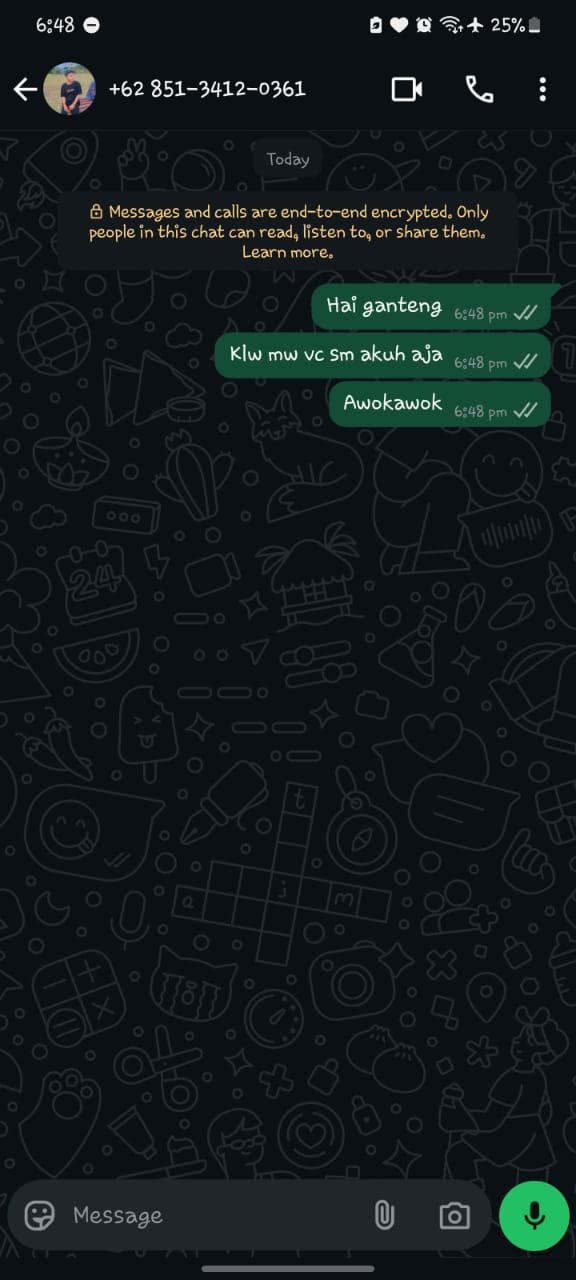 6:48
25%
+62 851-3412-0361
Today
Messages and calls are end-to-end encrypted. Only
people in this chat can read, listen to, or share them.
Learn more.
Hai ganteng 6:48 pm
Klw mw vc sm akuh aja 6:48 pm
Awokawok 6:48 pm
24
t
a j m
Message